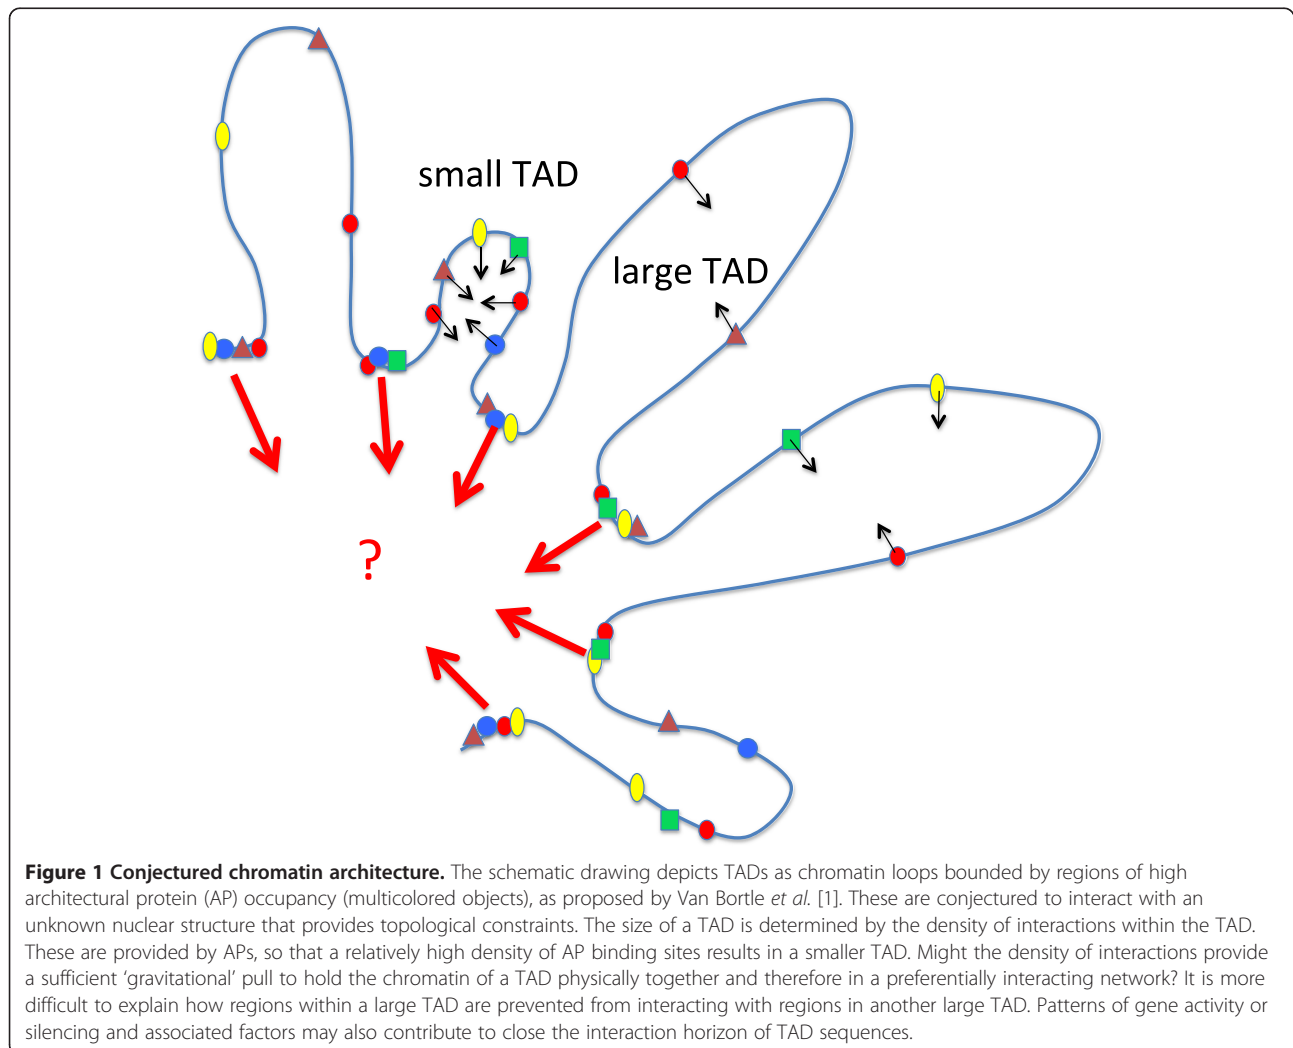 small TAD
large TAD
?
Figure 1 Conjectured chromatin architecture. The schematic drawing depicts TADs as chromatin loops bounded by regions of high
architectural protein (AP) occupancy (multicolored objects), as proposed by Van Bortle et al. [1]. These are conjectured to interact with an
unknown nuclear structure that provides topological constraints. The size of a TAD is determined by the density of interactions within the TAD.
These are provided by APs, so that a relatively high density of AP binding sites results in a smaller TAD. Might the density of interactions provide
a sufficient ‘gravitational’ pull to hold the chromatin of a TAD physically together and therefore in a preferentially interacting network? It is more
difficult to explain how regions within a large TAD are prevented from interacting with regions in another large TAD. Patterns of gene activity or
silencing and associated factors may also contribute to close the interaction horizon of TAD sequences.